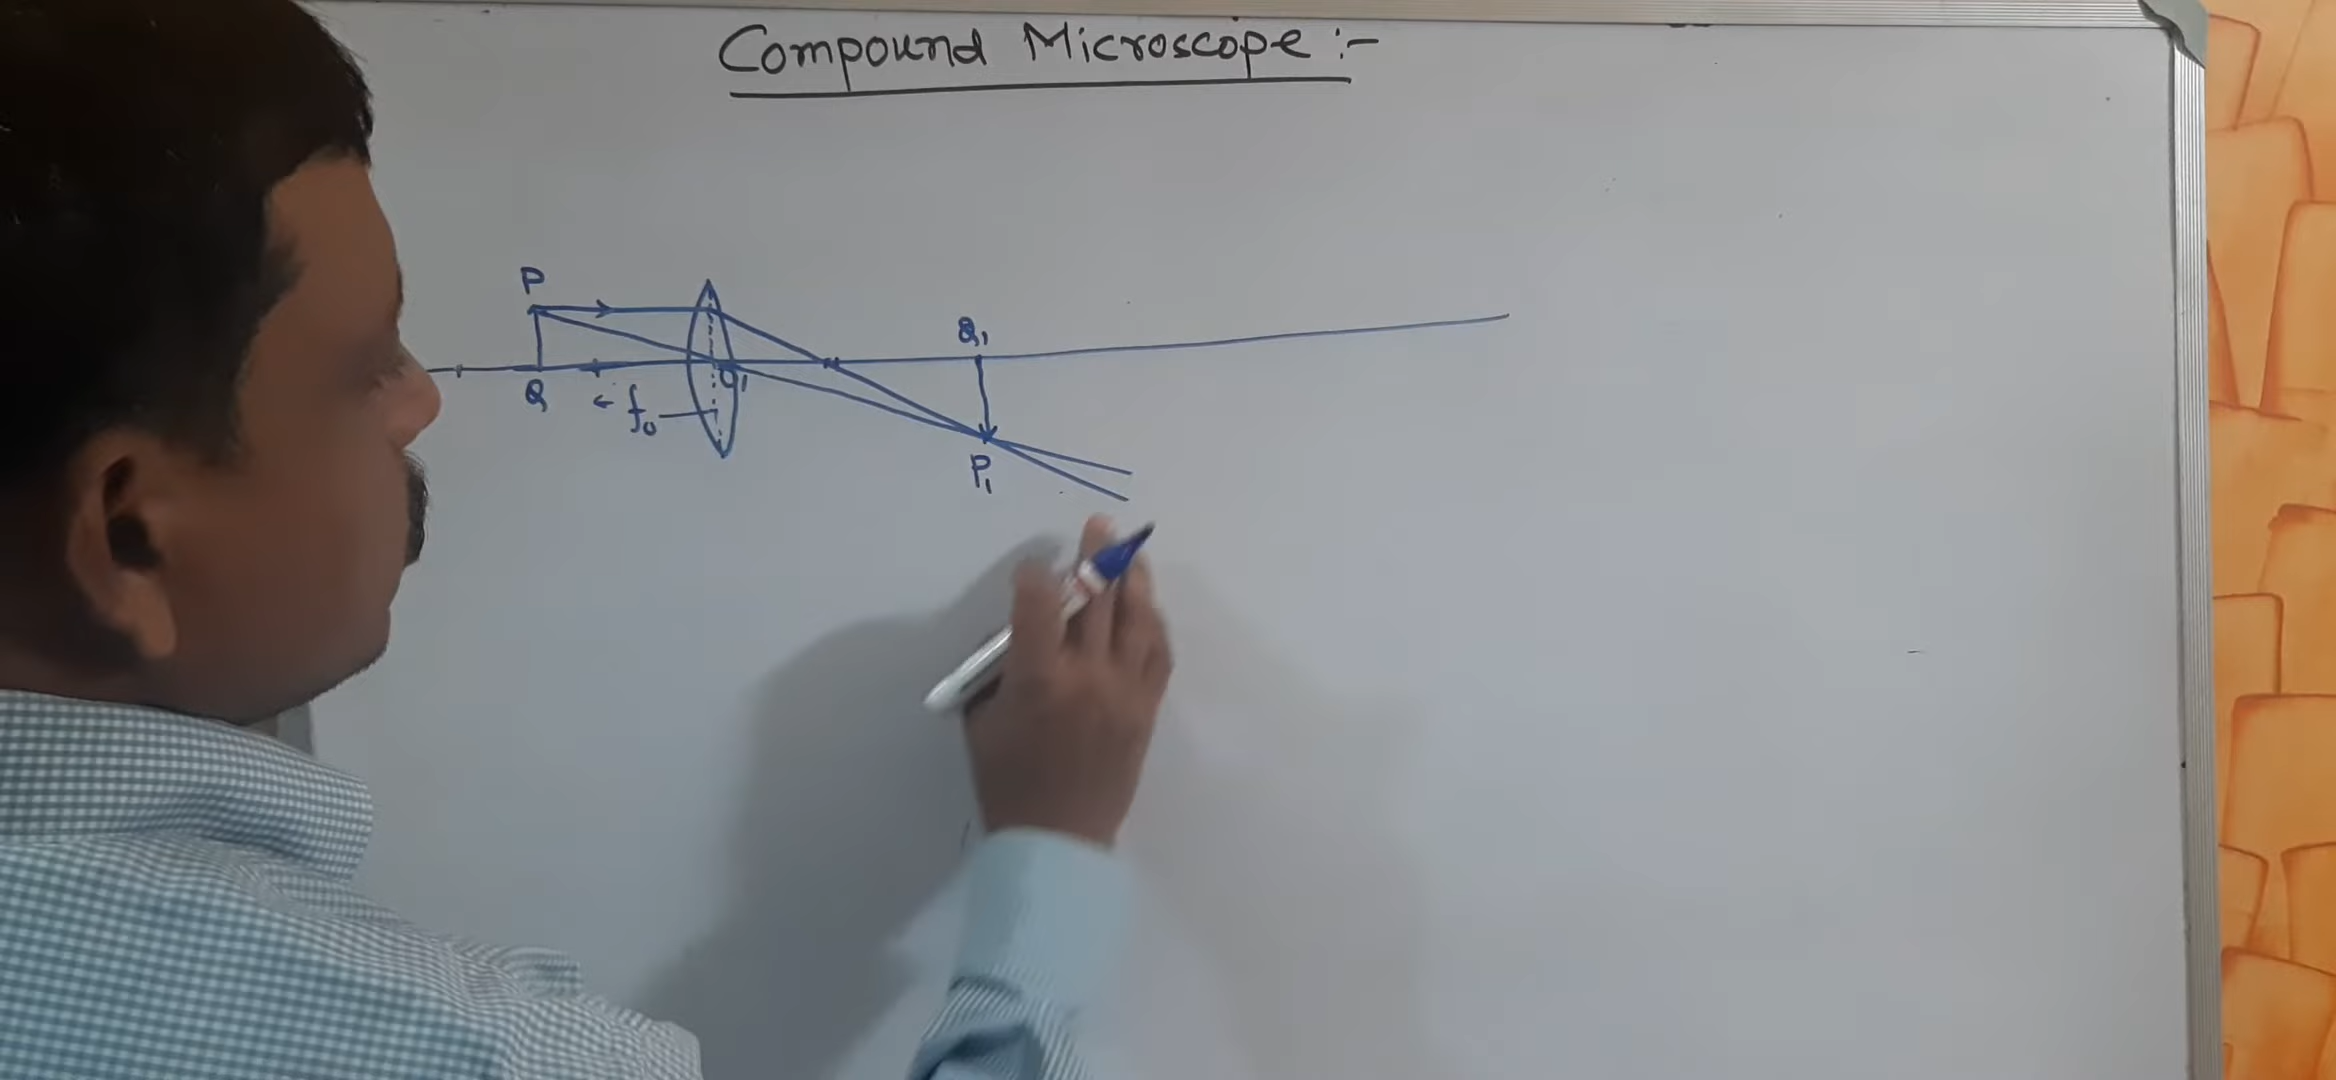 Compound Microscope :-
P
Q₁
O₁
Q
f₀
P₁